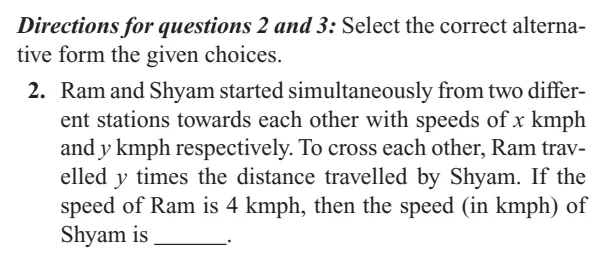 Directions for questions 2 and 3: Select the correct alterna-
tive form the given choices.
2. Ram and Shyam started simultaneously from two differ-
ent stations towards each other with speeds of x kmph
and y kmph respectively. To cross each other, Ram trav-
elled y times the distance travelled by Shyam. If the
speed of Ram is 4 kmph, then the speed (in kmph) of
Shyam is _______.